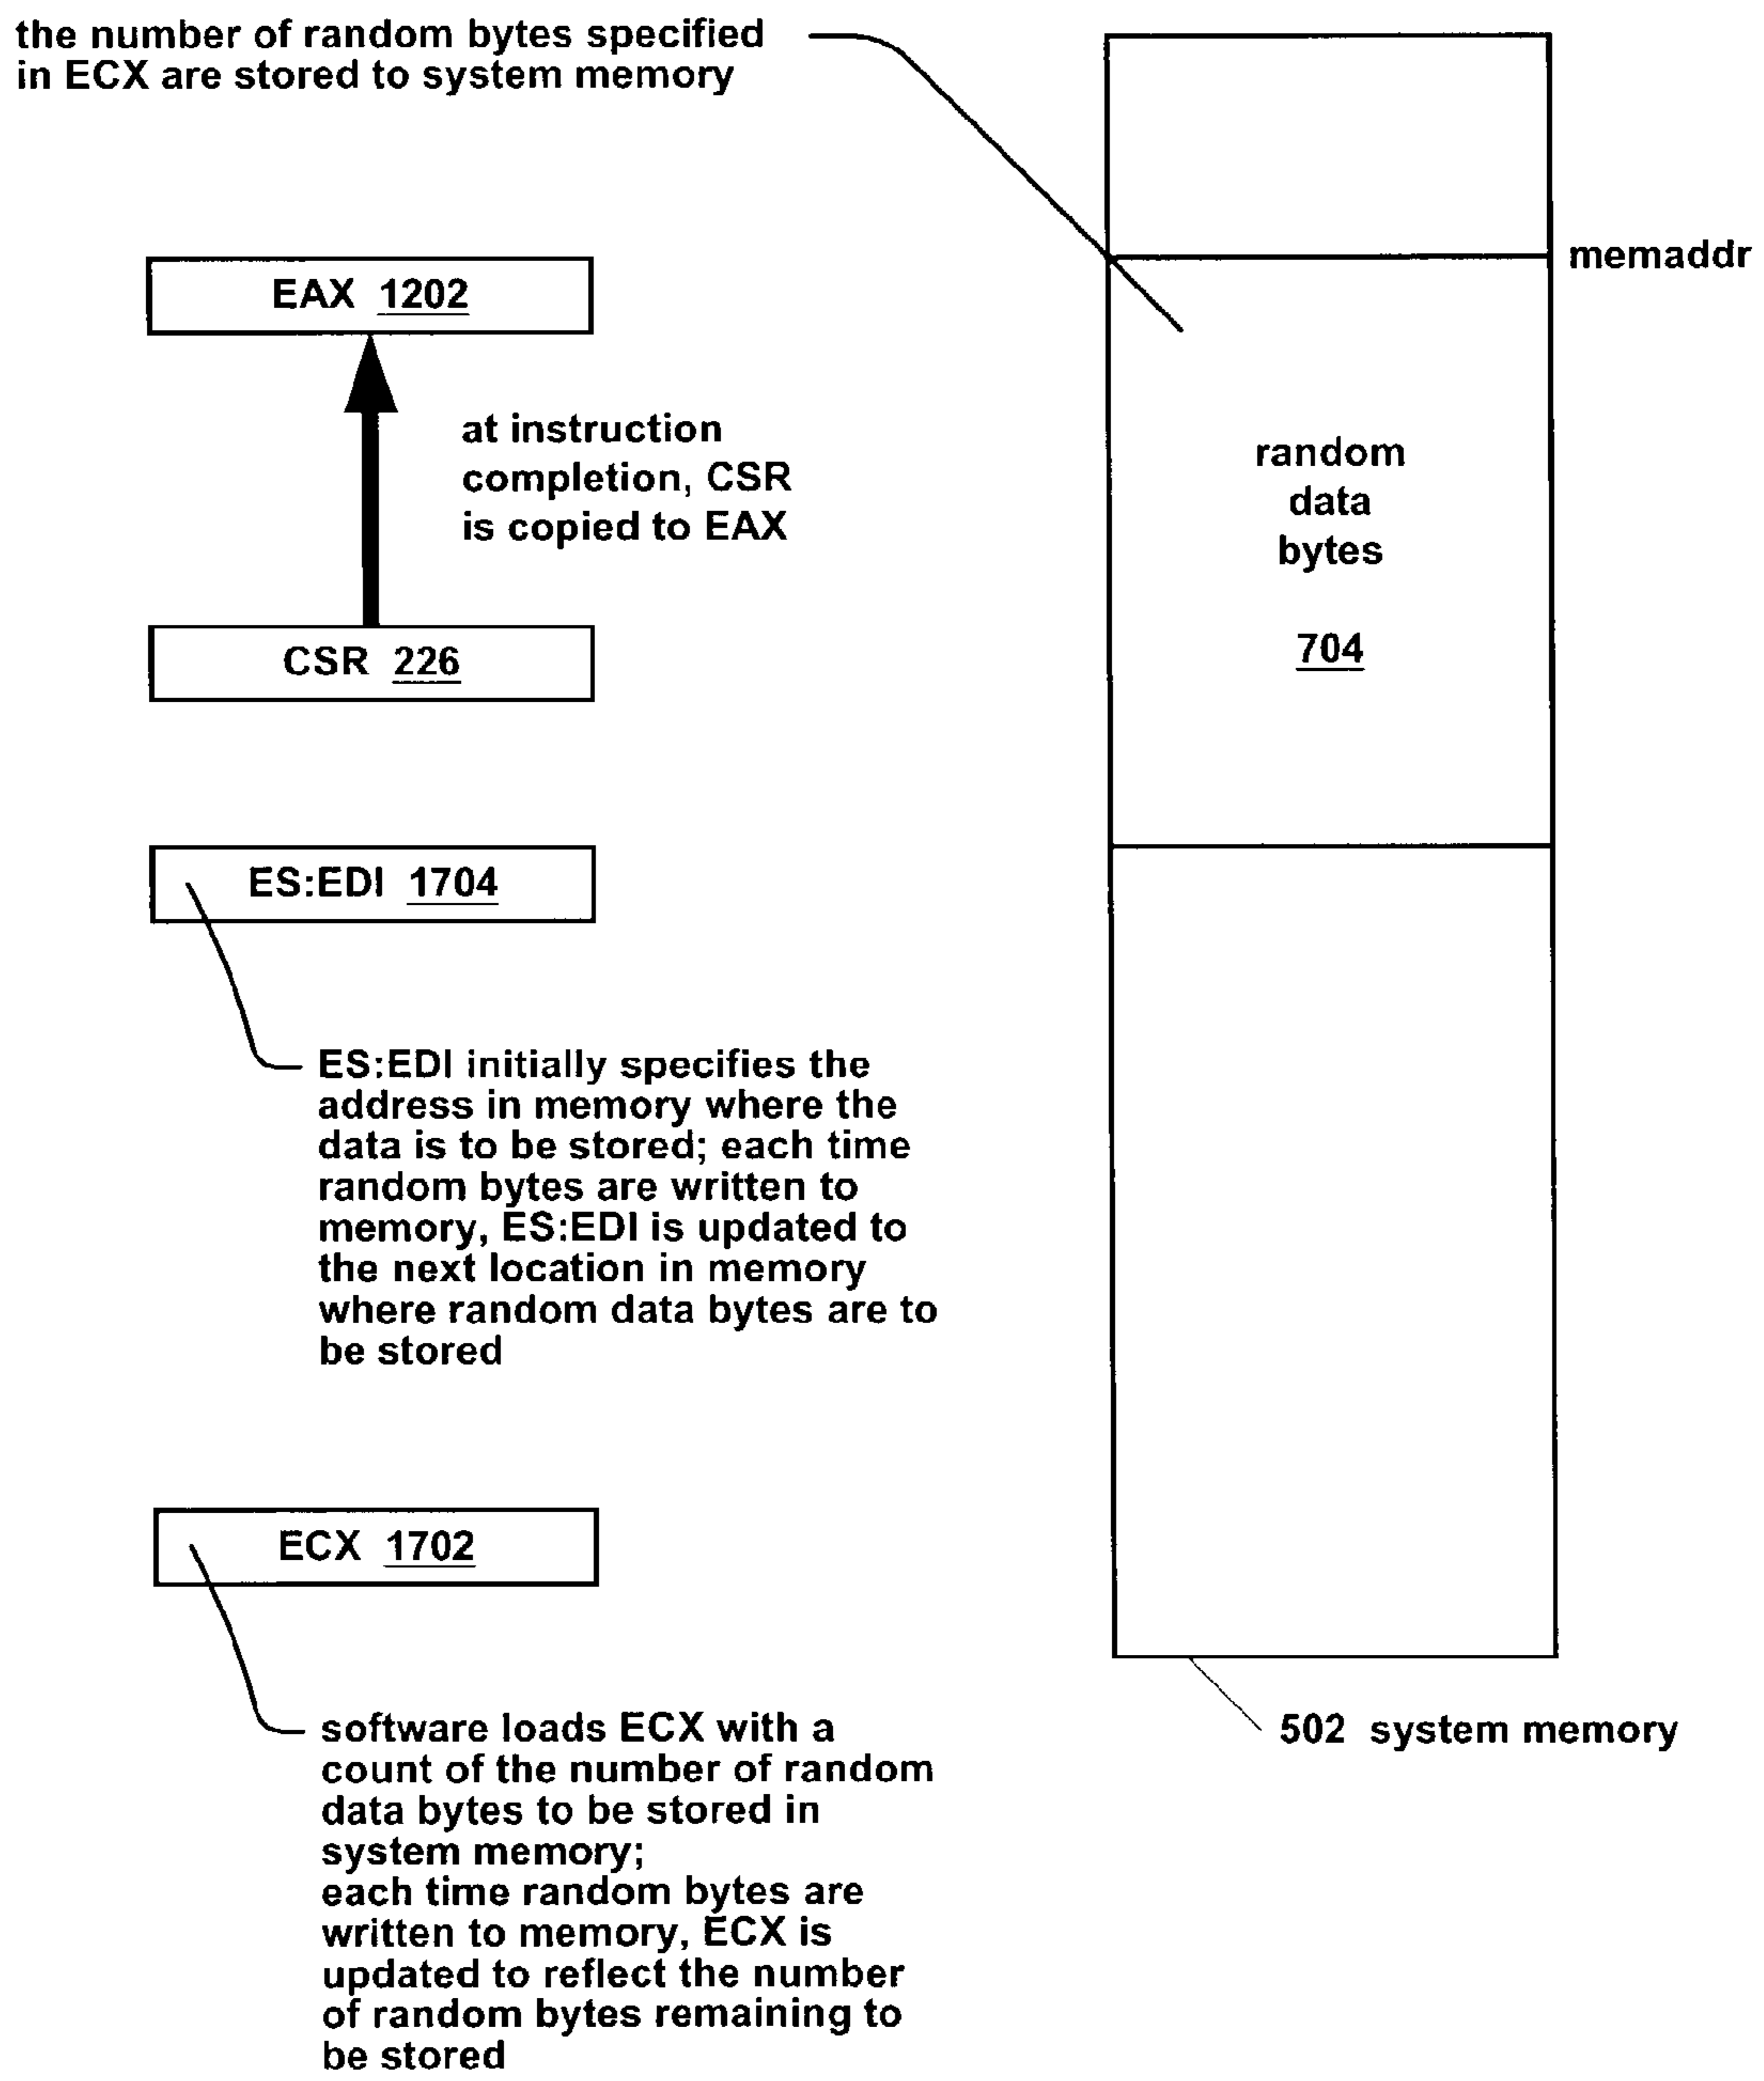 the number of random bytes specified
in ECX are stored to system memory
memaddr
EAX 1202
at instruction
completion, CSR
is copied to EAX
random
data
bytes
704
CSR 226
ES:EDI 1704
ES:EDI initially specifies the
address in memory where the
data is to be stored; each time
random bytes are written to
memory, ES:EDI is updated to
the next location in memory
where random data bytes are to
be stored
ECX 1702
software loads ECX with a
count of the number of random
data bytes to be stored in
system memory;
each time random bytes are
written to memory, ECX is
updated to reflect the number
of random bytes remaining to
be stored
502 system memory